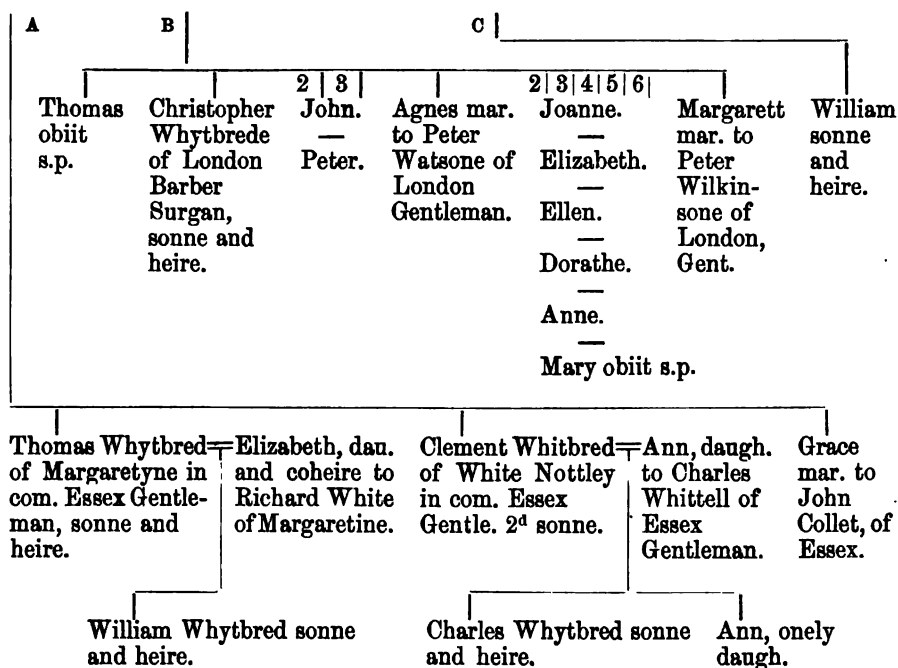 A B C
2 3 2 3 4 5 6
Thomas
obiit
s.p.
Christopher
Whytbrede
of London
Barber
Surgan,
sonne and
heire.
John.
—
Peter.
Agnes mar.
to Peter
Watsone of
London
Gentleman.
Joanne.
—
Elizabeth.
—
Ellen.
—
Dorathe.
—
Anne.
—
Mary obiit s.p.
Margarett
mar. to
Peter
Wilkin-
sone of
London,
Gent.
William
sonne
and
heire.
Thomas Whytbred
of Margaretyne in
com. Essex Gentle-
man, sonne and
heire.
Elizabeth, dau.
and coheire to
Richard White
of Margaretine.
Clement Whitbred
of White Nottley
in com. Essex
Gentle. 2d sonne.
Ann, daugh.
to Charles
Whittell of
Essex
Gentleman.
Grace
mar. to
John
Collet, of
Essex.
William Whytbred sonne
and heire.
Charles Whytbred sonne
and heire.
Ann, onely
daugh.